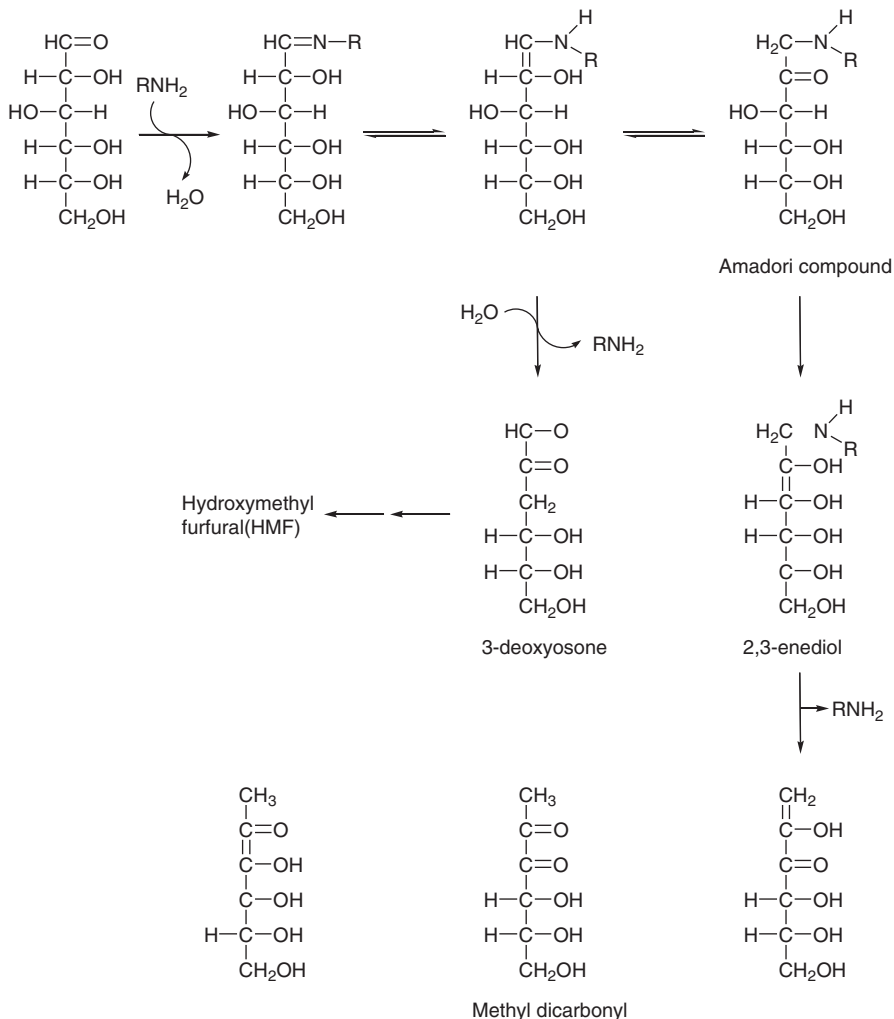 H H
HC=O HC=N–R HC–N H₂C–N
R R
H–C–OH H–C–OH H–C–OH C=O
RNH₂
HO–C–H HO–C–H HO–C–H HO–C–H
H–C–OH H–C–OH H–C–OH H–C–OH
H–C–OH H–C–OH H–C–OH H–C–OH
H₂O
CH₂OH CH₂OH CH₂OH CH₂OH
Amadori compound
H₂O
RNH₂
H
HC–O H₂C N
R
C=O C–OH
Hydroxymethyl
furfural(HMF)
CH₂ H–C–OH
H–C–OH H–C–OH
H–C–OH C–OH
CH₂OH CH₂OH
3-deoxyosone 2,3-enediol
RNH₂
CH₃ CH₃ CH₂
C=O C=O C–OH
C–OH C=O C=O
C–OH H–C–OH H–C–OH
H–C–OH H–C–OH H–C–OH
CH₂OH CH₂OH CH₂OH
Methyl dicarbonyl